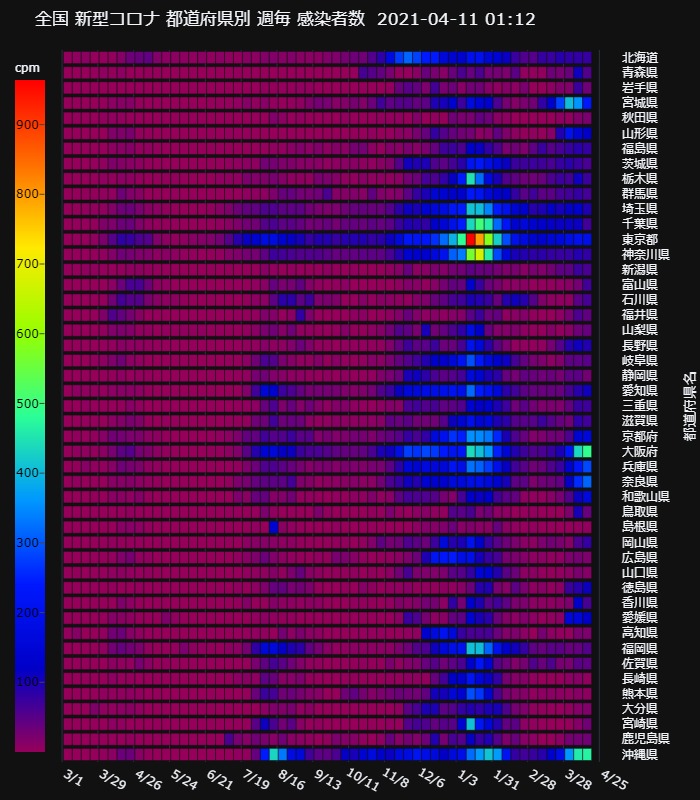 全国 新型コロナ 都道府県別 週毎 感染者数 2021-04-11 01:12
cpm
900
800
700
600
500
400
300
200
100
北海道
青森県
岩手県
宮城県
秋田県
山形県
福島県
茨城県
栃木県
群馬県
埼玉県
千葉県
東京都
神奈川県
新潟県
富山県
石川県
福井県
山梨県
長野県
岐阜県
静岡県
愛知県
三重県
滋賀県
京都府
大阪府
兵庫県
奈良県
和歌山県
鳥取県
島根県
岡山県
広島県
山口県
徳島県
香川県
愛媛県
高知県
福岡県
佐賀県
長崎県
熊本県
大分県
宮崎県
鹿児島県
沖縄県
都道府県名
3/1 3/29 4/26 5/24 6/21 7/19 8/16 9/13 10/11 11/8 12/6 1/3 1/31 2/28 3/28 4/25